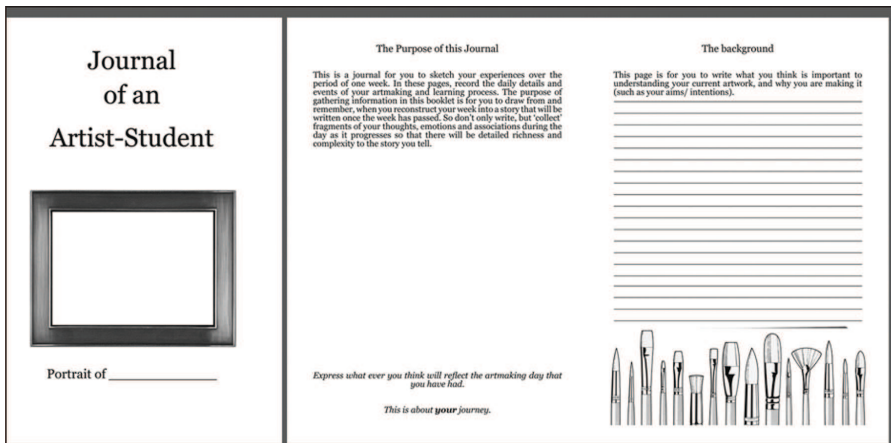 Journal
of an
Artist-Student
Portrait of
The Purpose of this Journal
This is a journal for you to sketch your experiences over the
period of one week. In these pages, record the daily details and
events of your artmaking and learning process. The purpose of
gathering information in this booklet is for you to draw from and
remember, when you reconstruct your week into a story that will be
written once the week has passed. So don't only write, but 'collect'
fragments of your thoughts, emotions and associations during the
day as it progresses so that there will be detailed richness and
complexity to the story you tell.
Express what ever you think will reflect the artmaking day that
you have had.
This is about your journey.
The background
This page is for you to write what you think is important to
understanding your current artwork, and why you are making it
(such as your aims/ intentions).